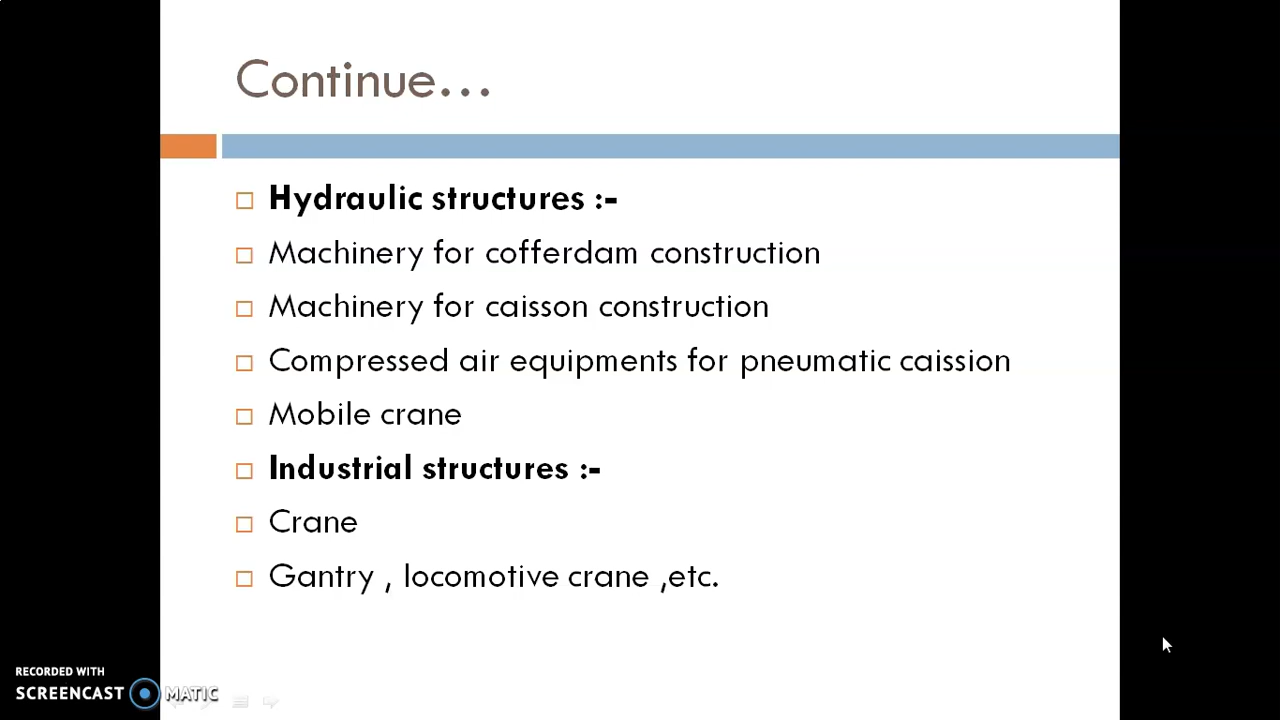 Continue...
Hydraulic structures :-
Machinery for cofferdam construction
Machinery for caisson construction
Compressed air equipments for pneumatic caission
Mobile crane
Industrial structures :-
Crane
Gantry , locomotive crane ,etc.
RECORDED WITH
SCREENCAST MATIC